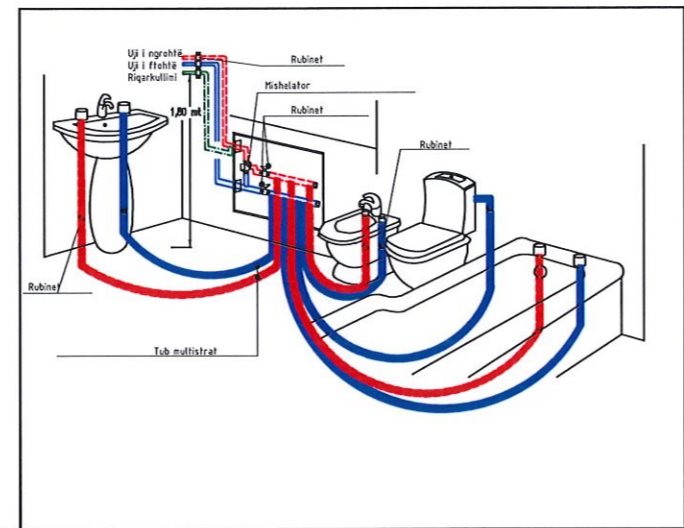 Uji i ngrohtë
Uji i ftohtë
Riqarkullimi
Rubinet
Mishelator
Rubinet
1,80 mt.
Rubinet
Rubinet
Tub multistrat